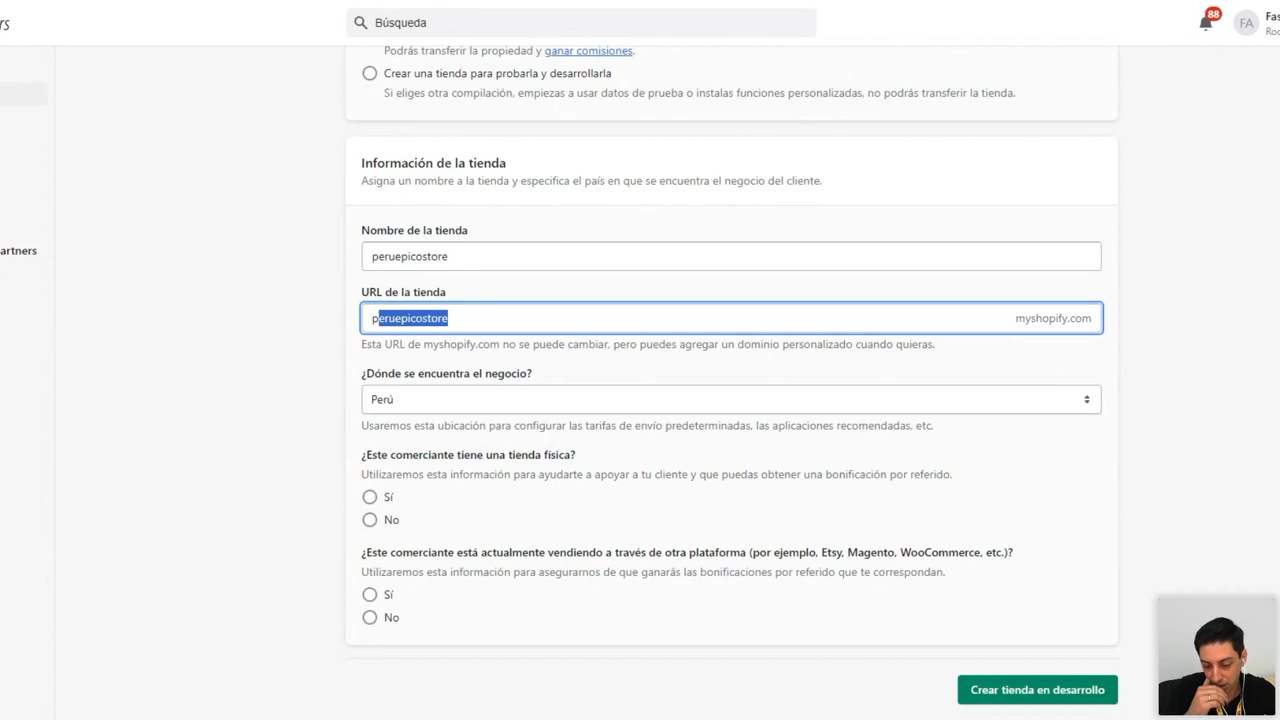 rs
Búsqueda
88
FA
Fas
Roc
Podrás transferir la propiedad y ganar comisiones.
Crear una tienda para probarla y desarrollarla
Si eliges otra compilación, empiezas a usar datos de prueba o instalas funciones personalizadas, no podrás transferir la tienda.
Información de la tienda
Asigna un nombre a la tienda y especifica el país en que se encuentra el negocio del cliente.
artners
Nombre de la tienda
peruepicostore
URL de la tienda
peruepicostore myshopify.com
Esta URL de myshopify.com no se puede cambiar, pero puedes agregar un dominio personalizado cuando quieras.
¿Dónde se encuentra el negocio?
Perú
Usaremos esta ubicación para configurar las tarifas de envío predeterminadas, las aplicaciones recomendadas, etc.
¿Este comerciante tiene una tienda física?
Utilizaremos esta información para ayudarte a apoyar a tu cliente y que puedas obtener una bonificación por referido.
Sí
No
¿Este comerciante está actualmente vendiendo a través de otra plataforma (por ejemplo, Etsy, Magento, WooCommerce, etc.)?
Utilizaremos esta información para asegurarnos de que ganarás las bonificaciones por referido que te correspondan.
Sí
No
Crear tienda en desarrollo